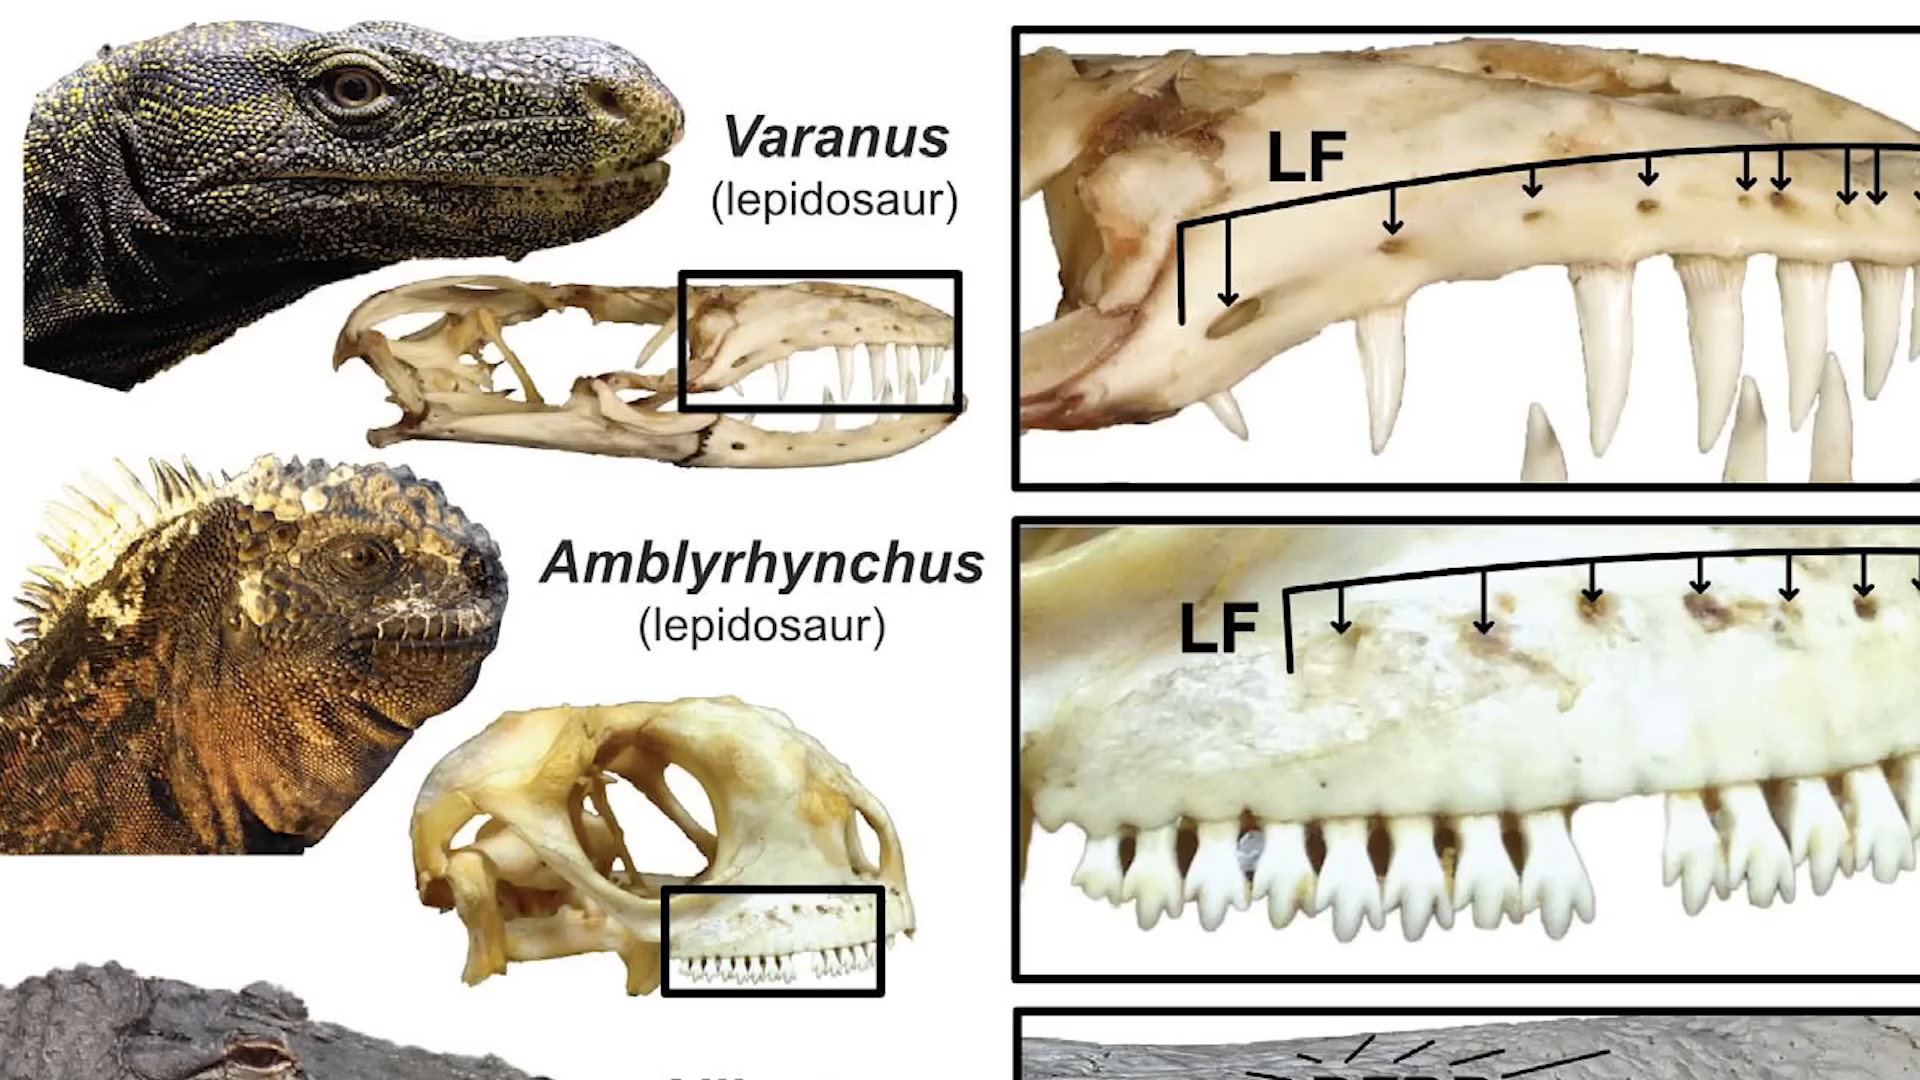 Varanus
(lepidosaur)
LF
Amblyrhynchus
(lepidosaur)
LF